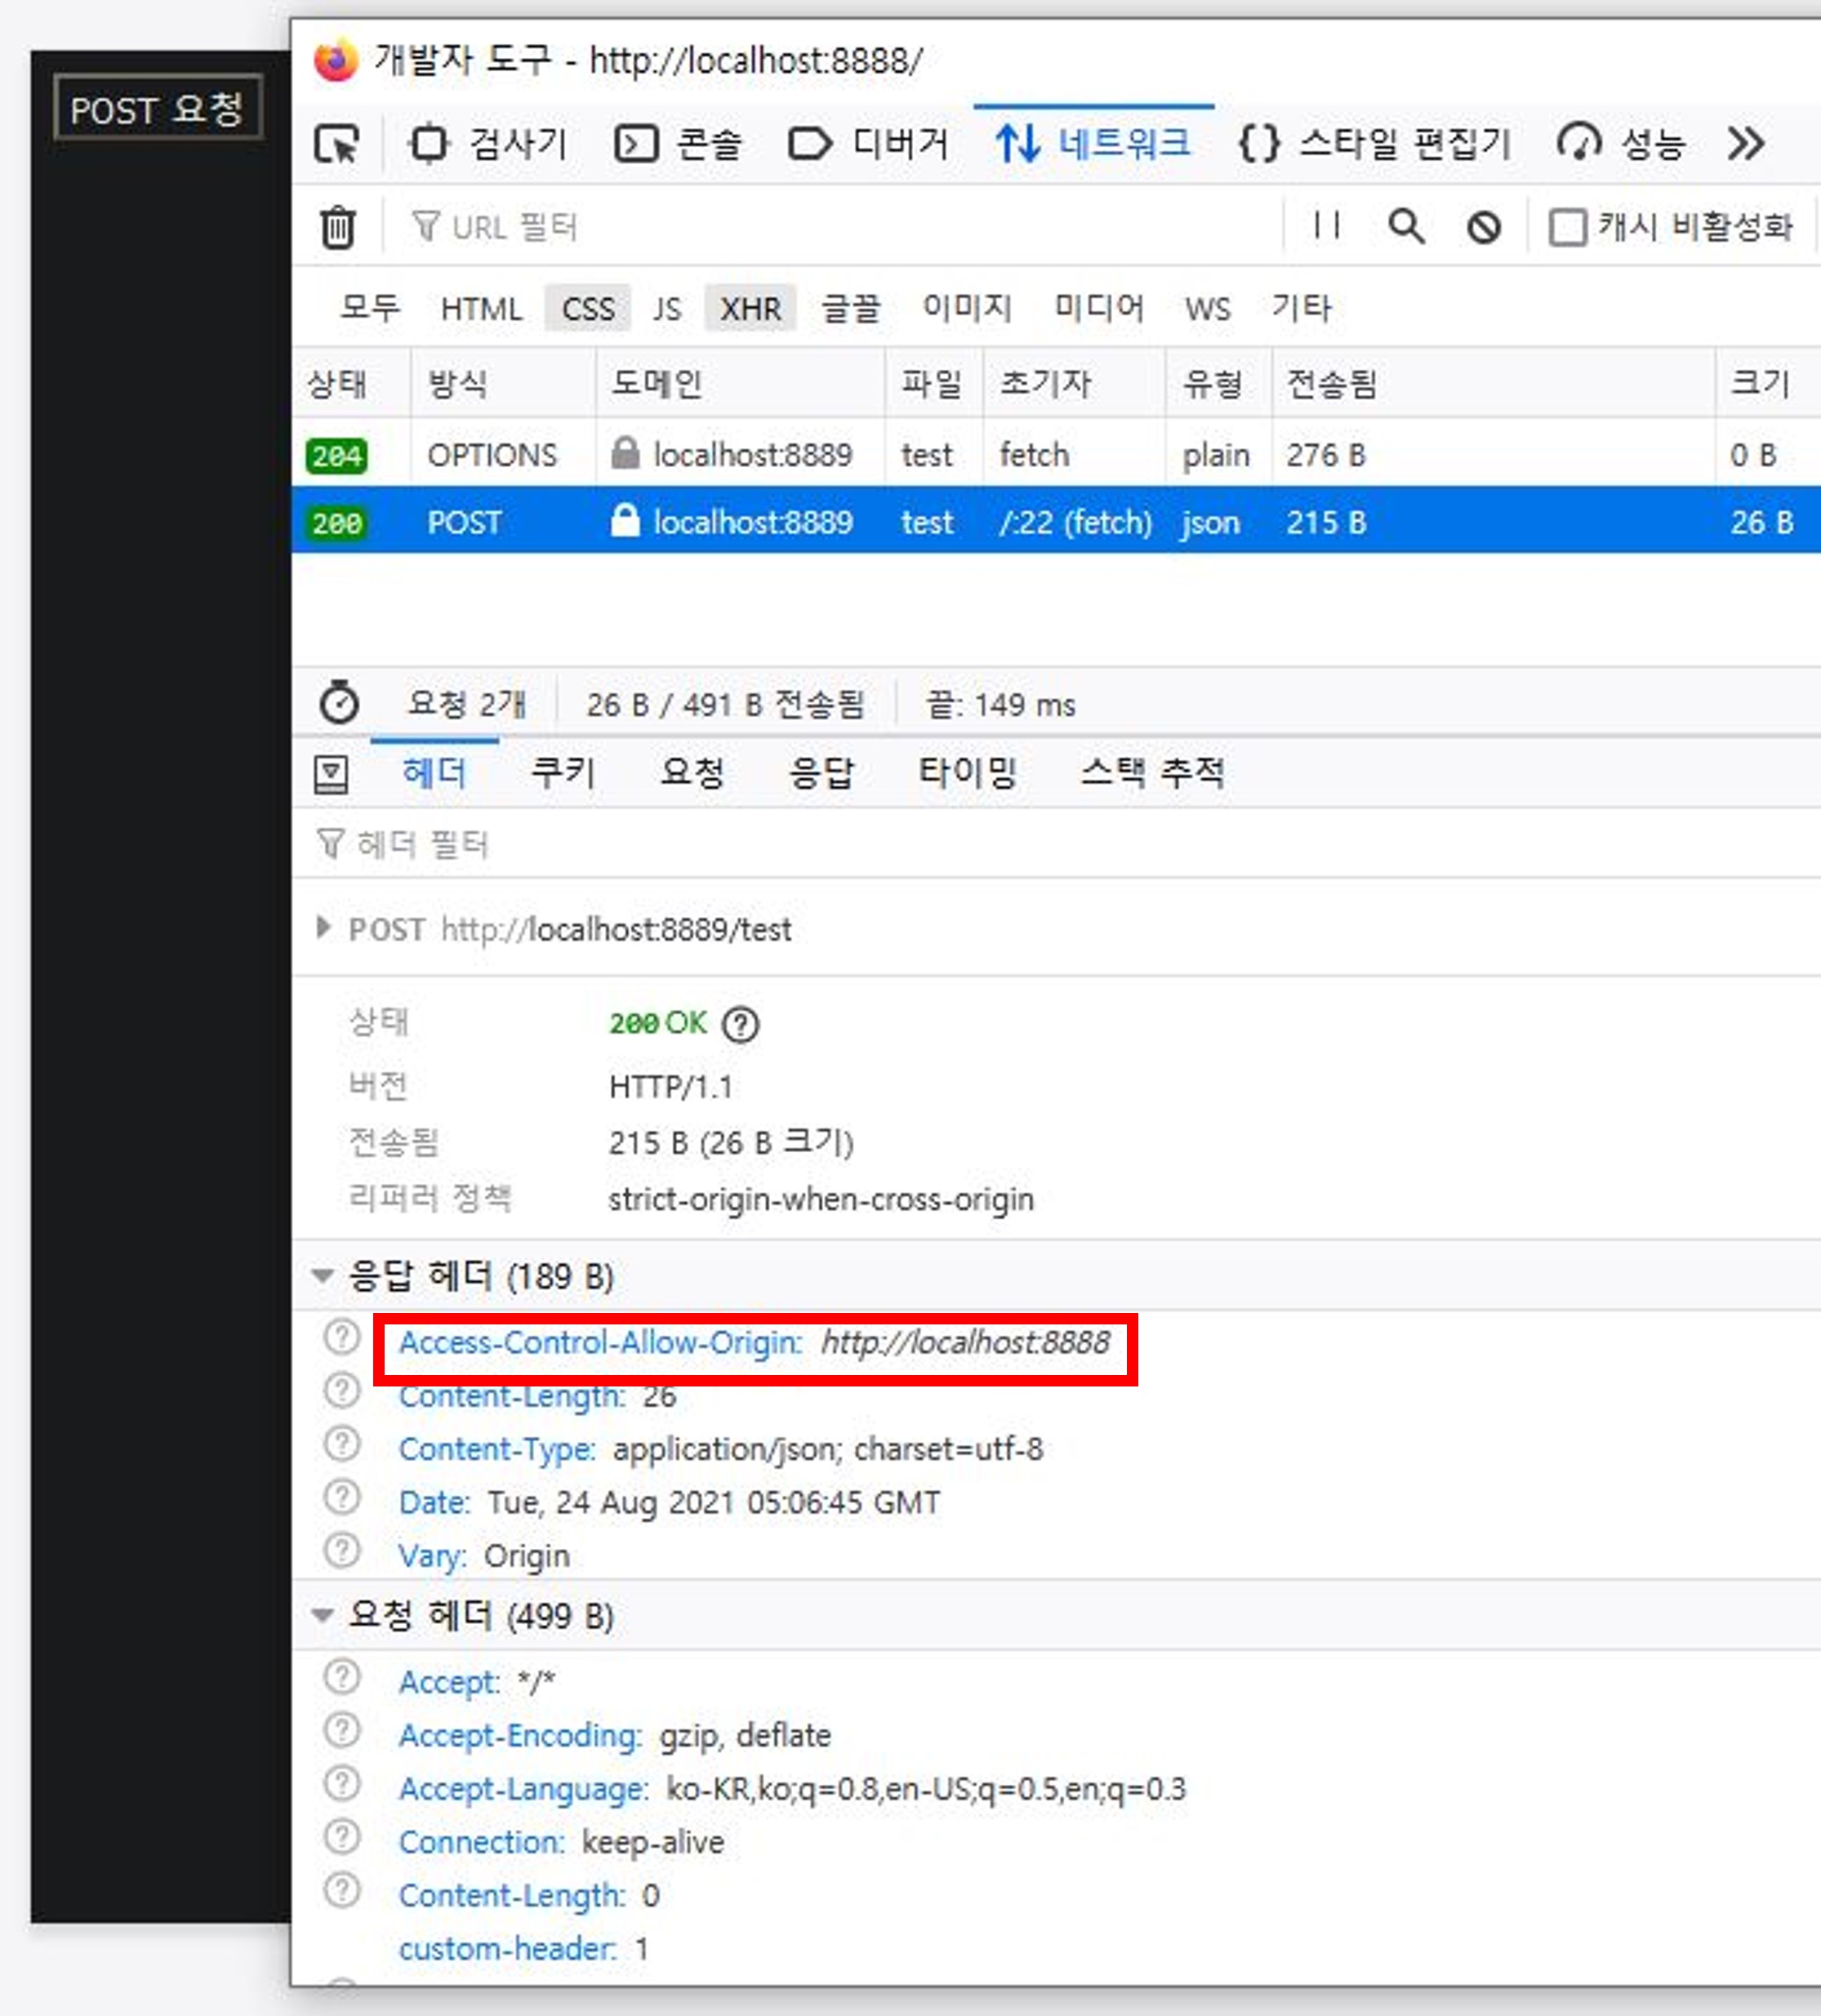 POST 요청
개발자 도구 - http://localhost:8888/
검사기 콘솔 디버거 네트워크 {} 스타일 편집기 성능
URL 필터 캐시 비활성화
모두 HTML CSS JS XHR 글꼴 이미지 미디어 WS 기타
상태 방식 도메인 파일 초기자 유형 전송됨 크기
204 OPTIONS localhost:8889 test fetch plain 276 B 0 B
200 POST localhost:8889 test /:22 (fetch) json 215 B 26 B
요청 2개 26 B / 491 B 전송됨 끝: 149 ms
헤더 쿠키 요청 응답 타이밍 스택 추적
헤더 필터
POST http://localhost:8889/test
상태 200 OK
버전 HTTP/1.1
전송됨 215 B (26 B 크기)
리퍼러 정책 strict-origin-when-cross-origin
응답 헤더 (189 B)
Access-Control-Allow-Origin: http://localhost:8888
Content-Length: 26
Content-Type: application/json; charset=utf-8
Date: Tue, 24 Aug 2021 05:06:45 GMT
Vary: Origin
요청 헤더 (499 B)
Accept: */*
Accept-Encoding: gzip, deflate
Accept-Language: ko-KR,ko;q=0.8,en-US;q=0.5,en;q=0.3
Connection: keep-alive
Content-Length: 0
custom-header: 1